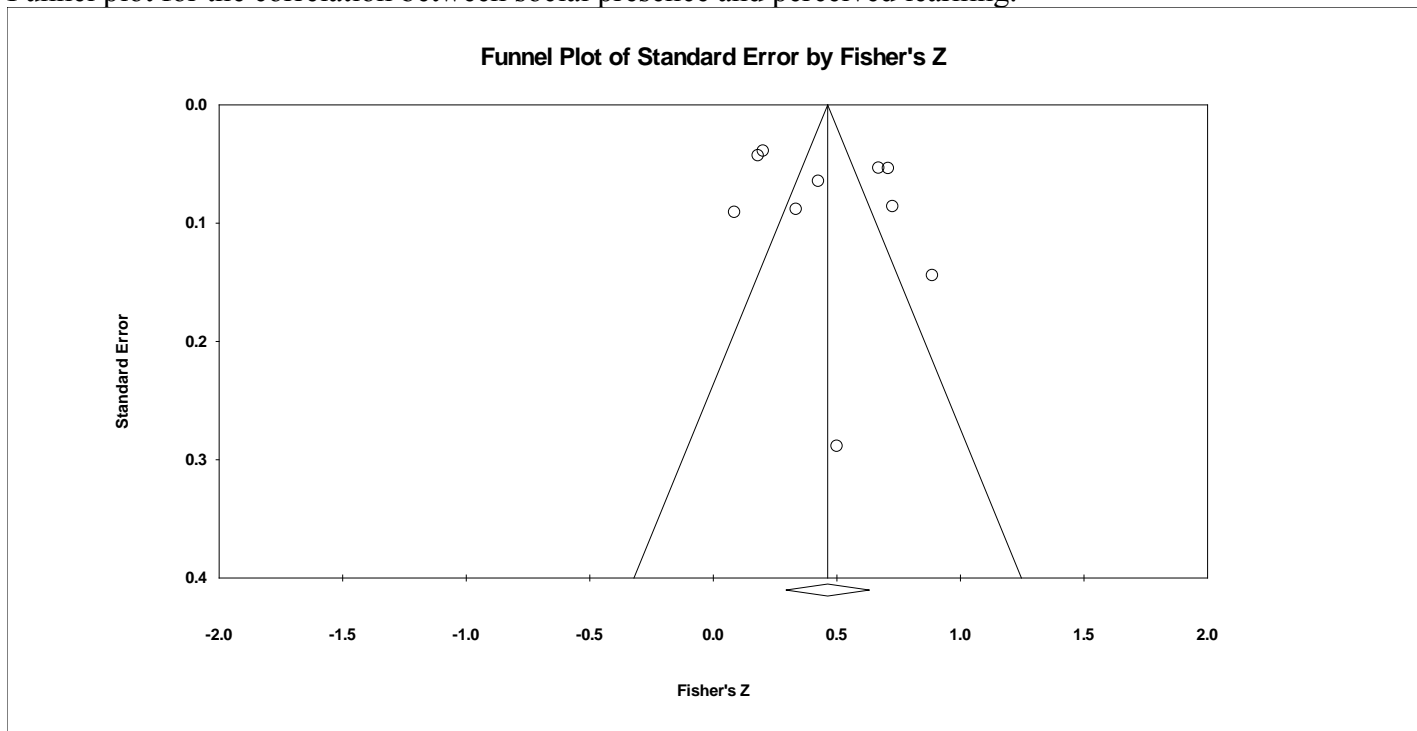 Funnel plot for the correlation between social presence and perceived learning.
Funnel Plot of Standard Error by Fisher's Z
0.0
0.1
0.2
0.3
0.4
Standard Error
-2.0 -1.5 -1.0 -0.5 0.0 0.5 1.0 1.5 2.0
Fisher's Z